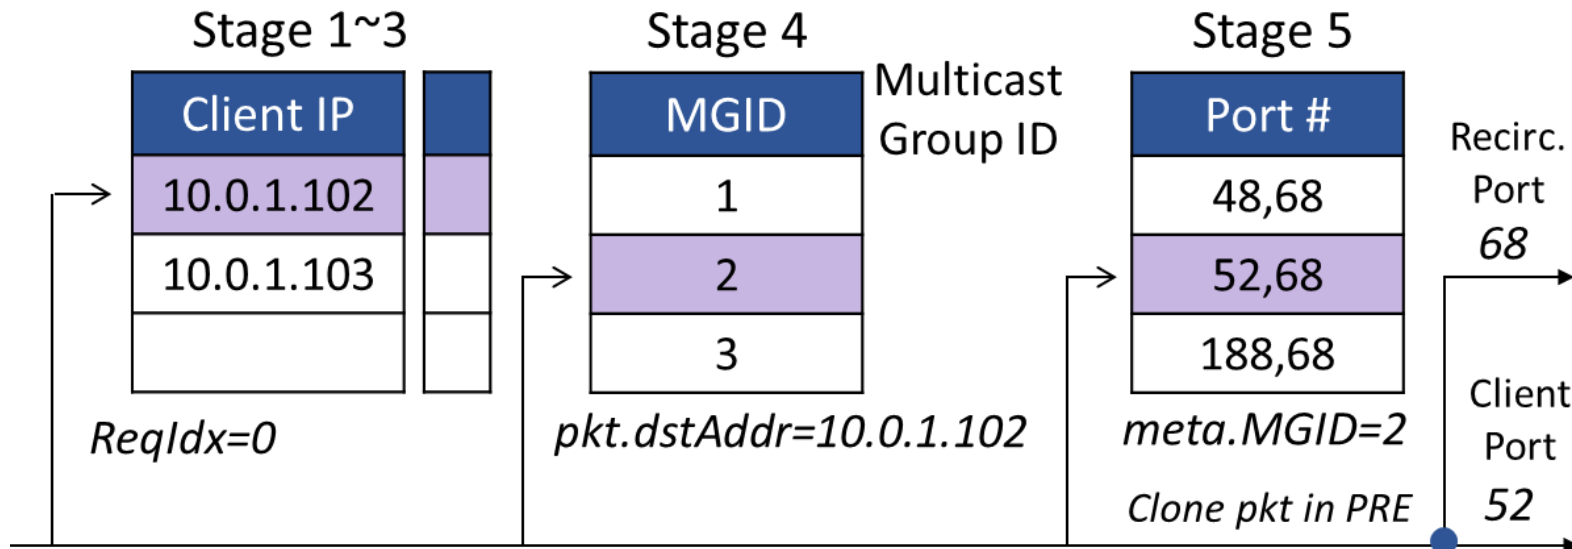 Stage 1~3
Client IP
10.0.1.102
10.0.1.103
ReqIdx=0
Stage 4
MGID
Multicast
Group ID
1
2
3
pkt.dstAddr=10.0.1.102
Stage 5
Port #
48,68
52,68
188,68
meta.MGID=2
Clone pkt in PRE
Recirc.
Port
68
Client
Port
52